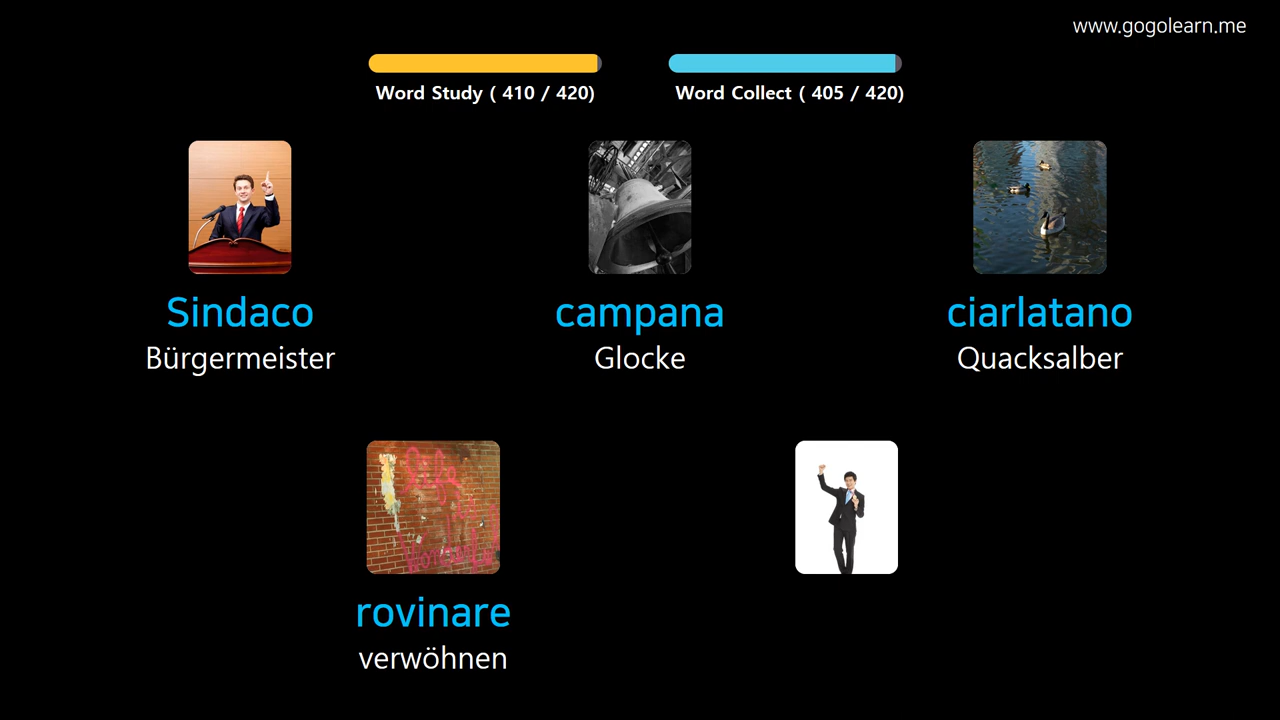 www.gogolearn.me
Word Study ( 410 / 420)
Word Collect ( 405 / 420)
Sindaco
Bürgermeister
campana
Glocke
ciarlatano
Quacksalber
rovinare
verwöhnen